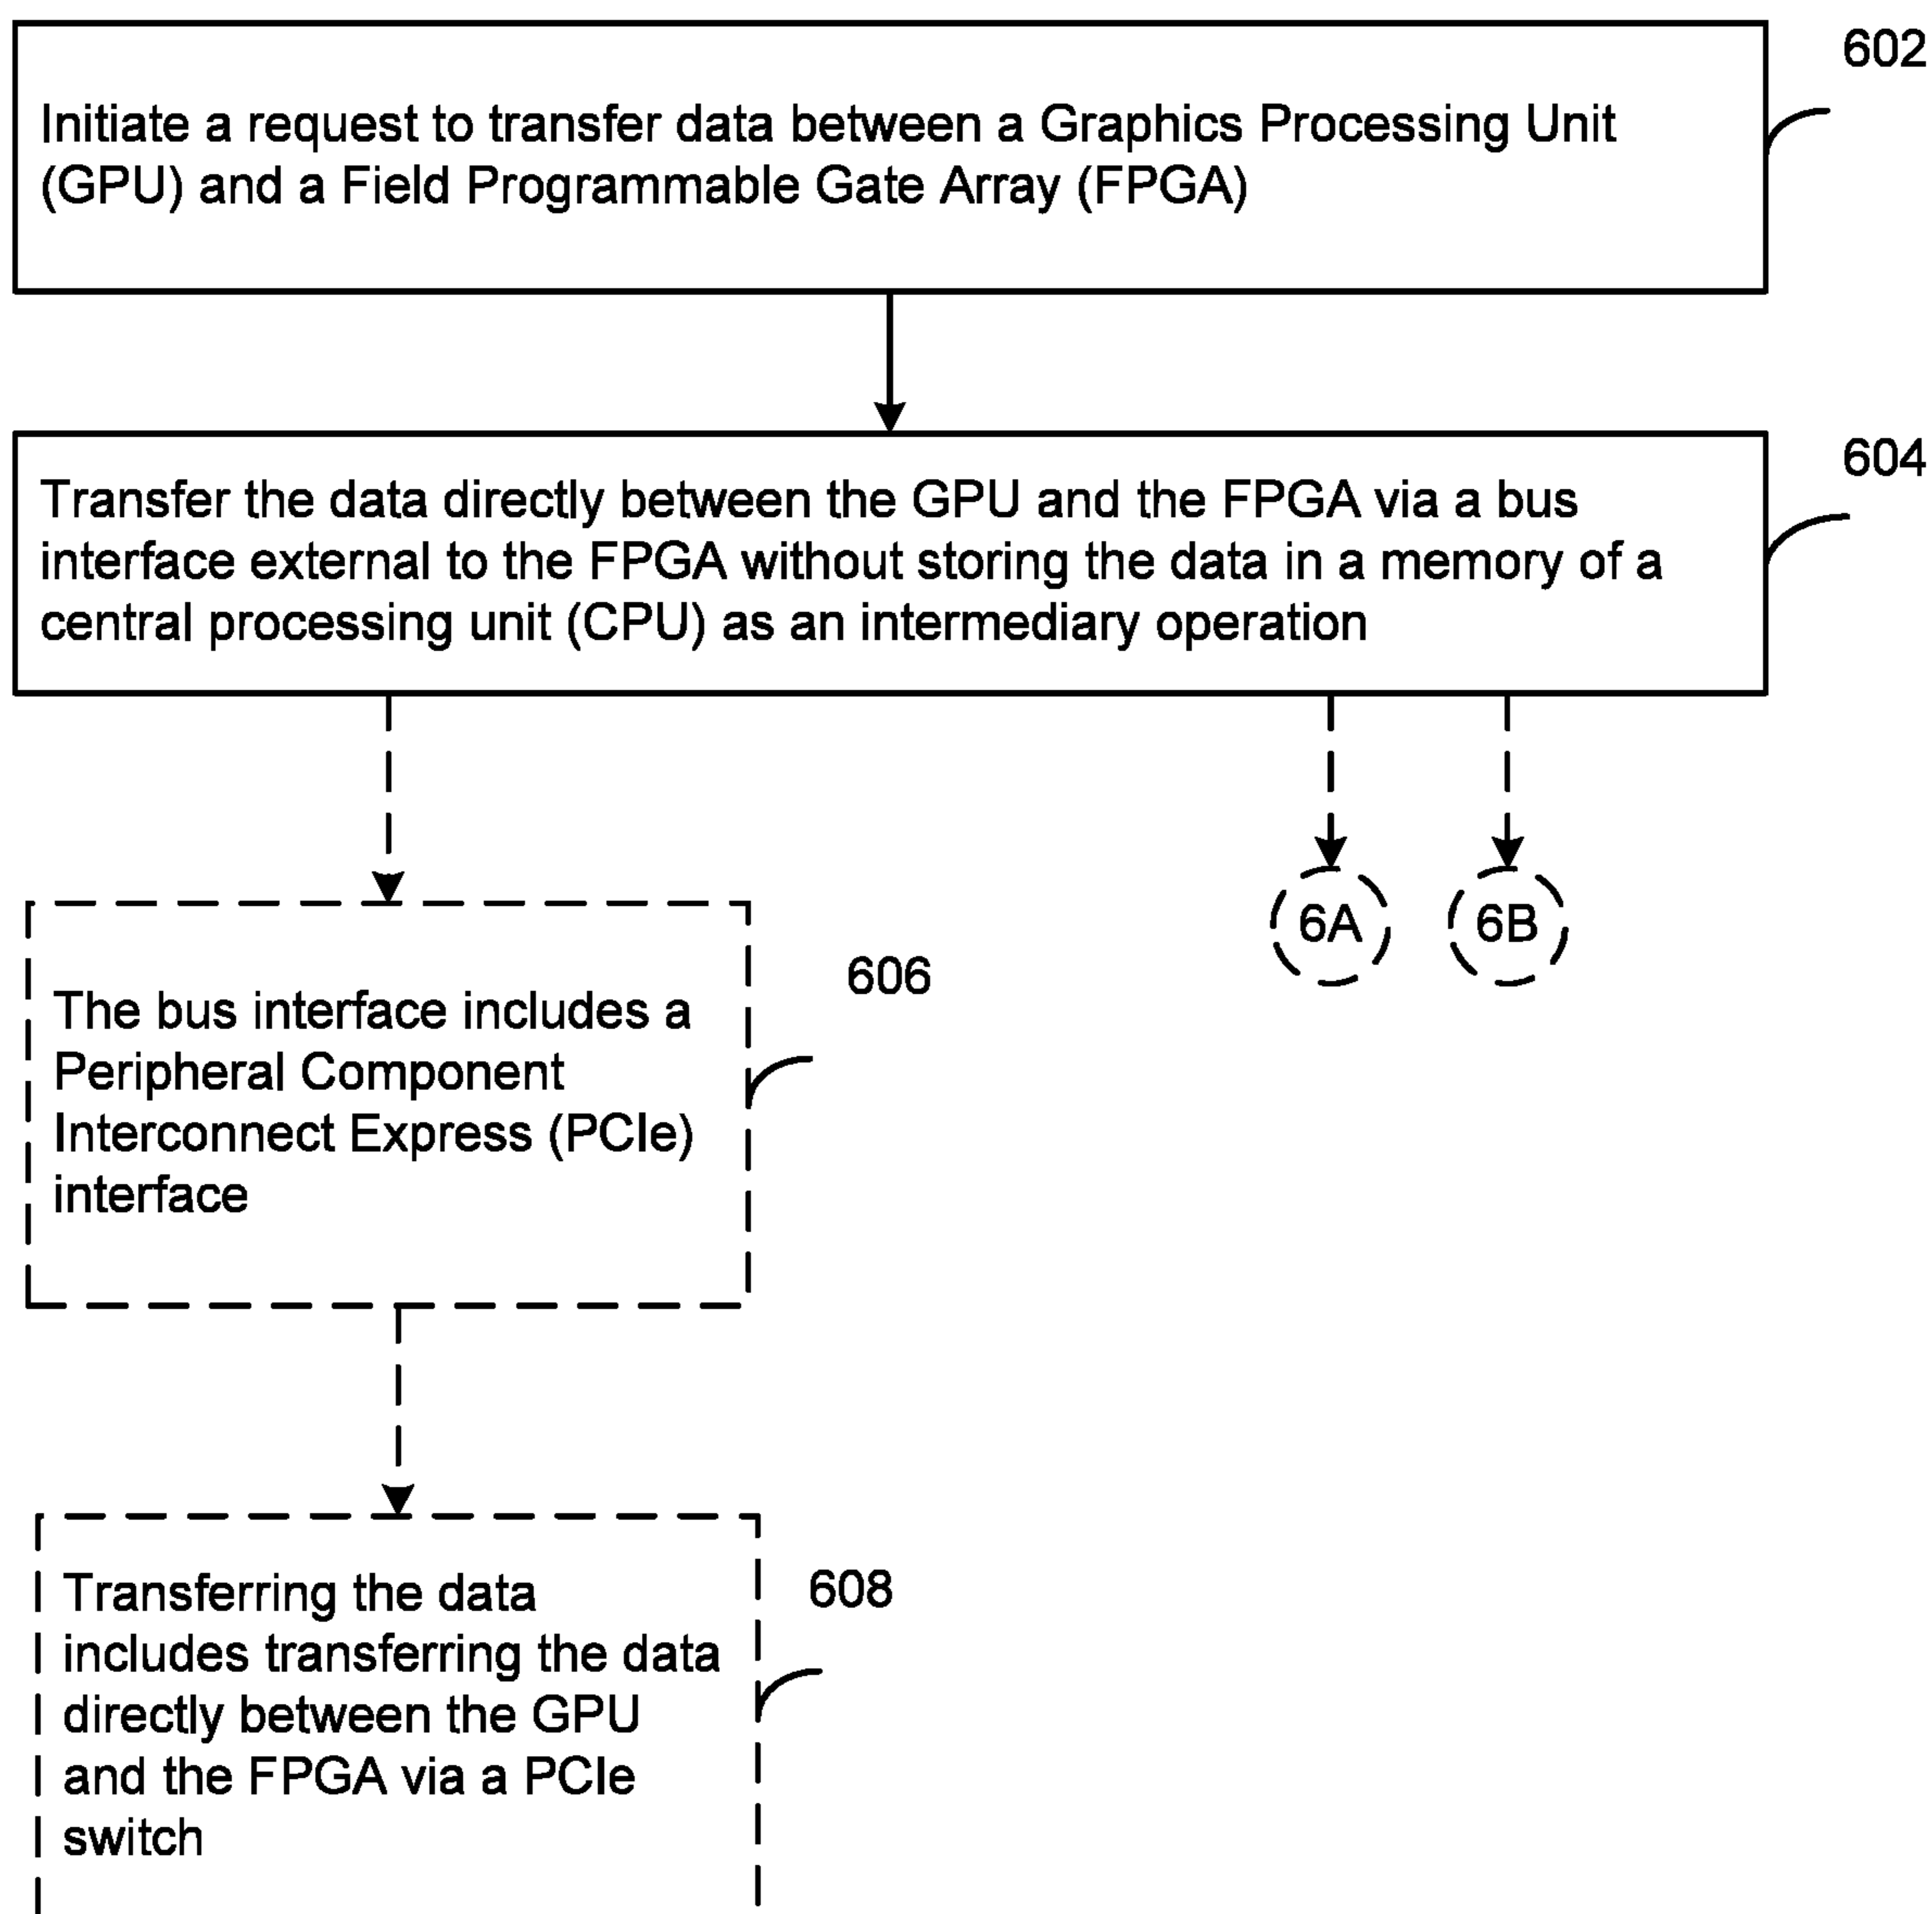 602
Initiate a request to transfer data between a Graphics Processing Unit
(GPU) and a Field Programmable Gate Array (FPGA)
604
Transfer the data directly between the GPU and the FPGA via a bus
interface external to the FPGA without storing the data in a memory of a
central processing unit (CPU) as an intermediary operation
6A
6B
606
The bus interface includes a
Peripheral Component
Interconnect Express (PCIe)
interface
608
Transferring the data
includes transferring the data
directly between the GPU
and the FPGA via a PCIe
switch